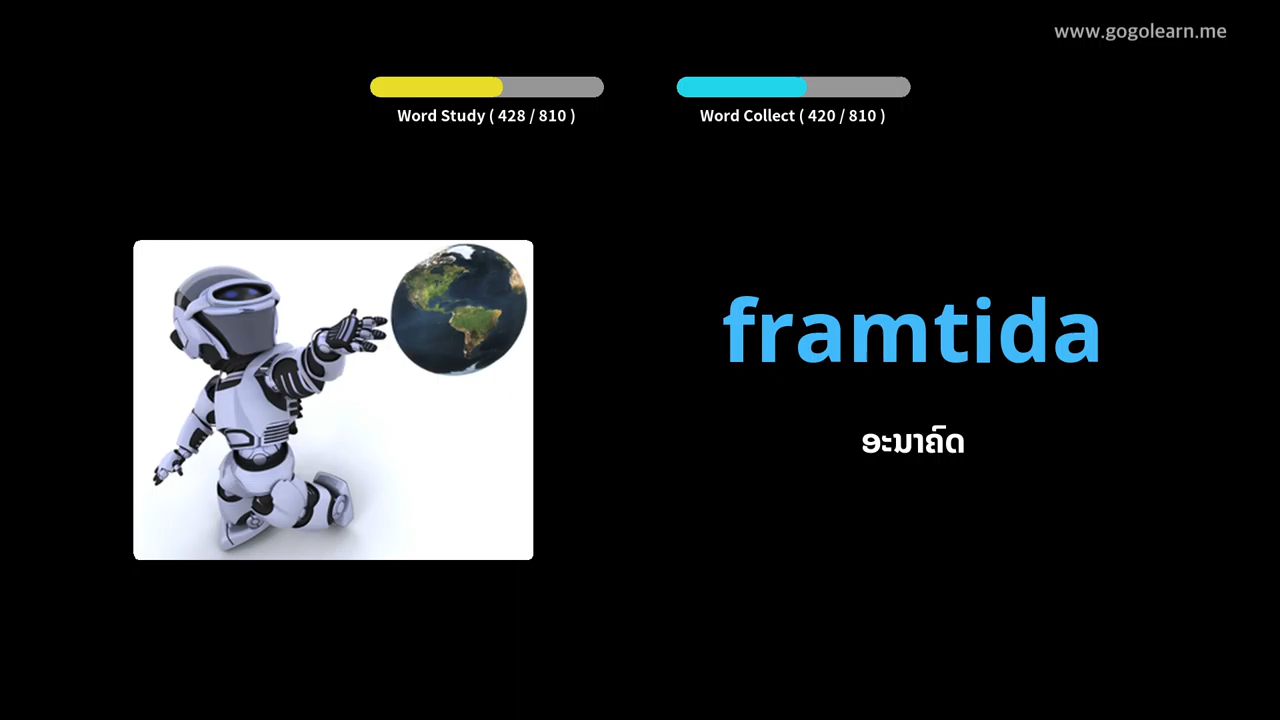 www.gogolearn.me
Word Study ( 428 / 810 )
Word Collect ( 420 / 810 )
framtida
ອະນາຄົດ